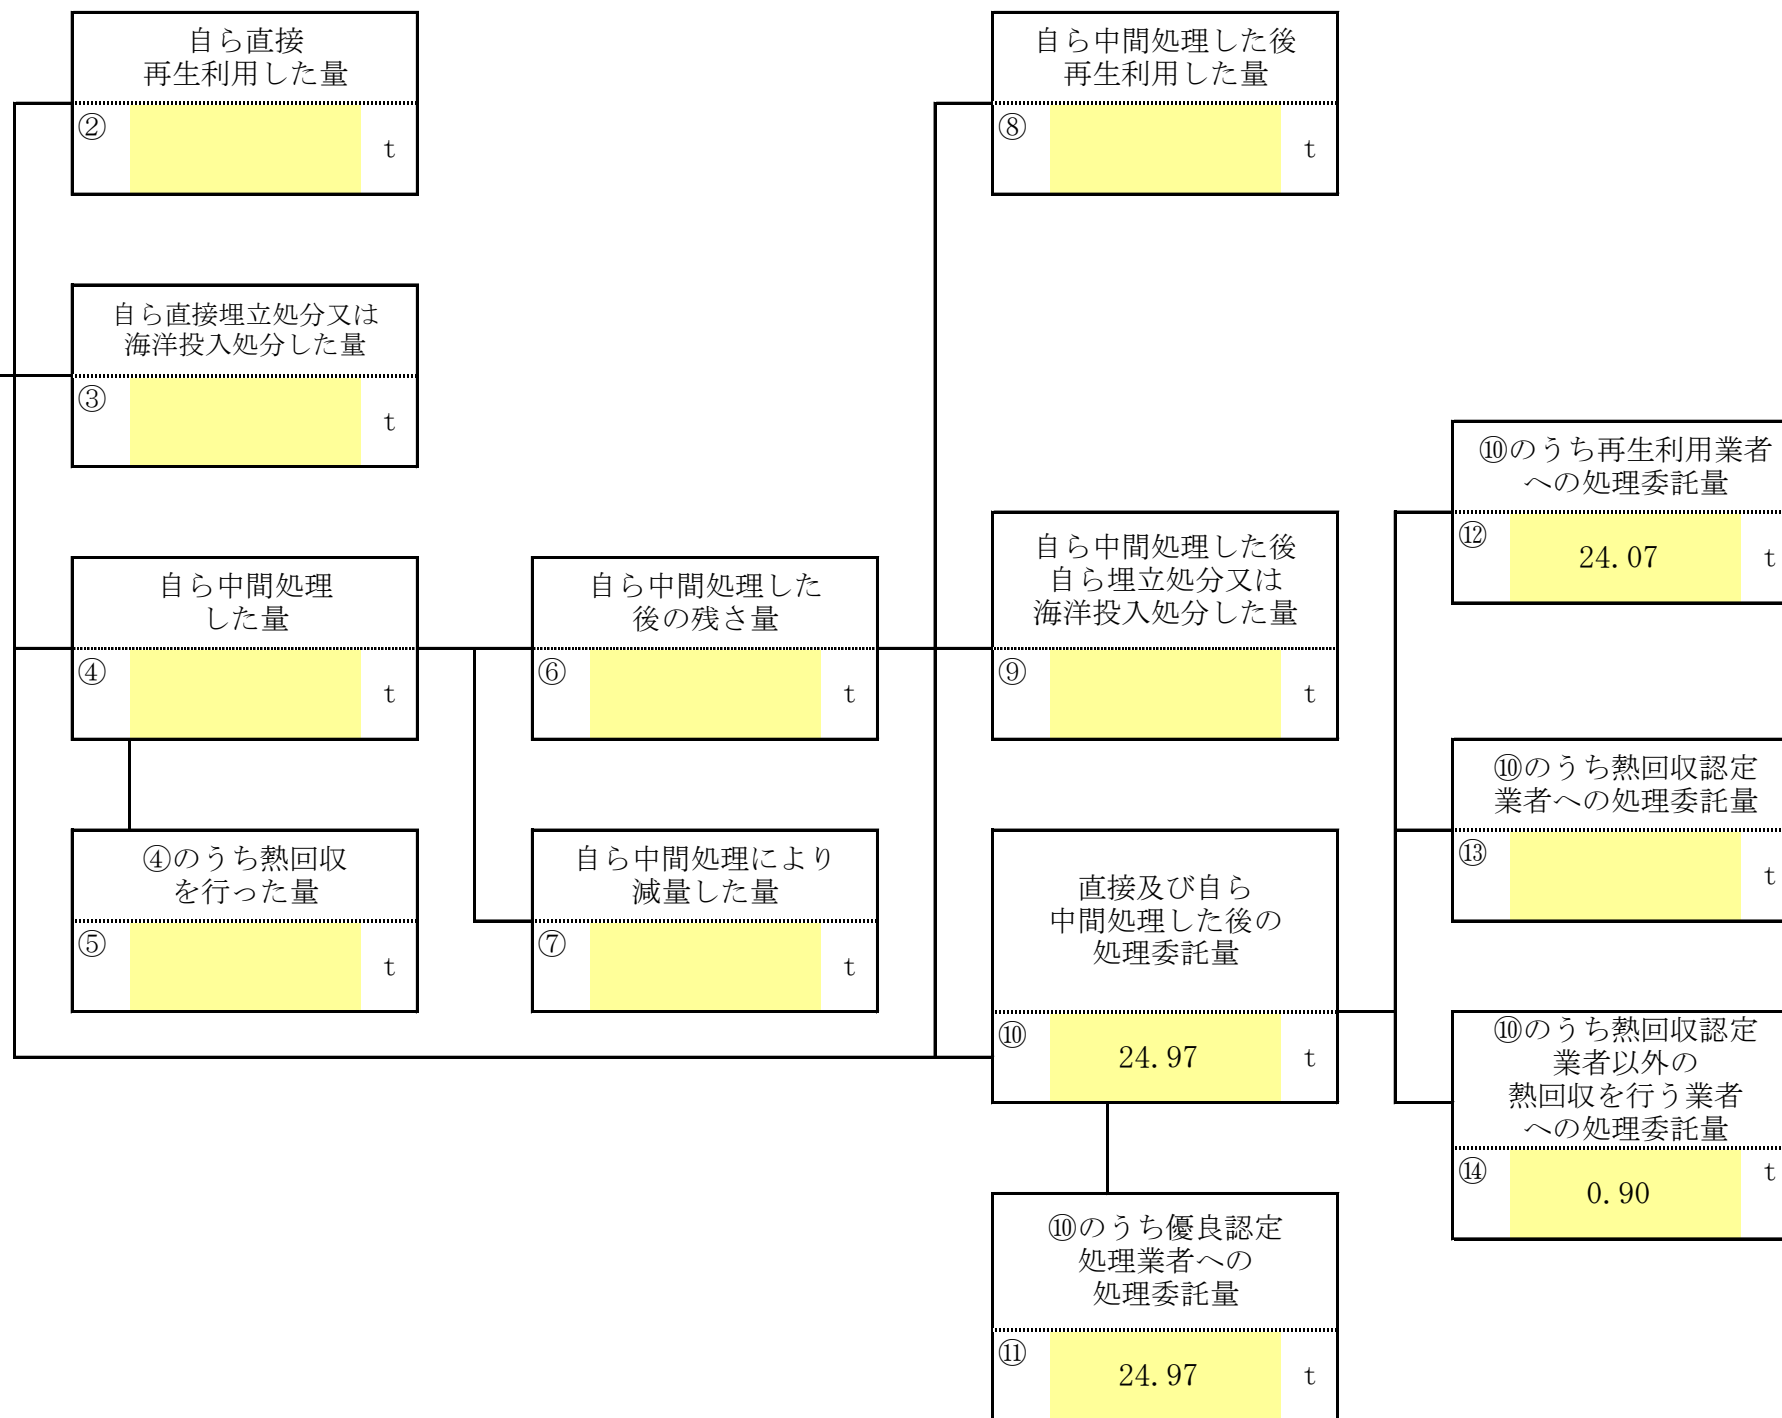 自ら直接
再生利用した量
②
t
自ら中間処理した後
再生利用した量
⑧
t
自ら直接埋立処分又は
海洋投入処分した量
③
t
⑩のうち再生利用業者
への処理委託量
⑫ 24.07 t
自ら中間処理
した量
④
t
自ら中間処理した
後の残さ量
⑥
t
自ら中間処理した後
自ら埋立処分又は
海洋投入処分した量
⑨
t
⑩のうち熱回収認定
業者への処理委託量
⑬
t
④のうち熱回収
を行った量
⑤
t
自ら中間処理により
減量した量
⑦
t
直接及び自ら
中間処理した後の
処理委託量
⑩ 24.97 t
⑩のうち熱回収認定
業者以外の
熱回収を行う業者
への処理委託量
⑭ 0.90 t
⑩のうち優良認定
処理業者への
処理委託量
⑪ 24.97 t